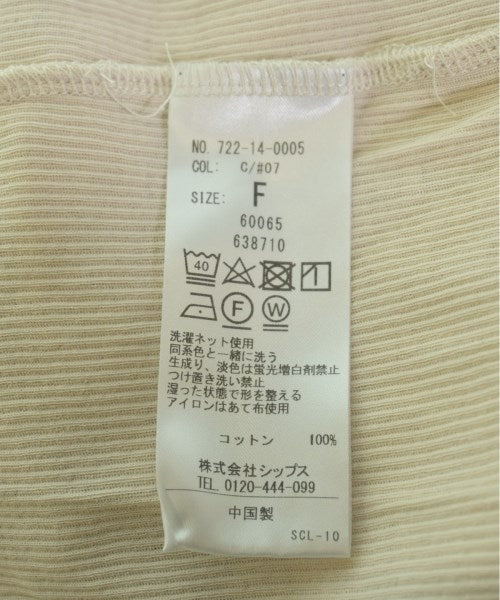 NO. 722-14-0005
COL: C/#07
SIZE: F
60065
638710
40
F W
洗濯ネット使用
同系色と一緒に洗う
生成り、淡色は蛍光増白剤禁止
つけ置き洗い禁止
湿った状態で形を整える
アイロンはあて布使用
コットン 100%
株式会社シップス
TEL. 0120-444-099
中国製
SCL-10